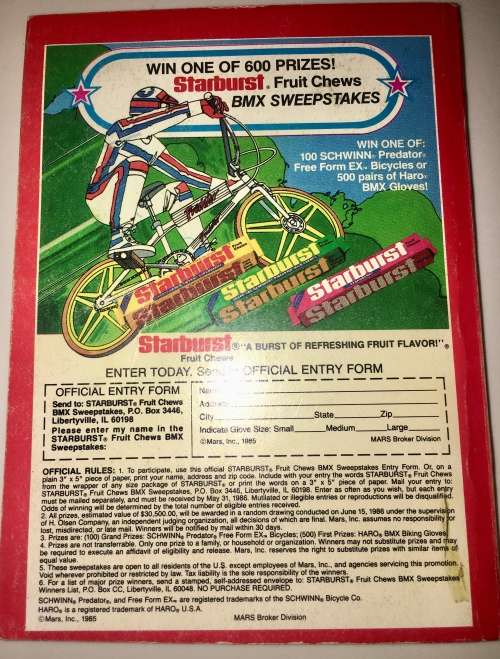 WIN ONE OF 600 PRIZES!
Starburst® Fruit Chews
BMX SWEEPSTAKES
WIN ONE OF:
100 SCHWINN® Predator®
Free Form EX™ Bicycles or
500 pairs of Haro®
BMX Gloves!
Predator
Starburst
Starburst
Starburst
Starburst
Starburst
Starburst
Starburst® "A BURST OF REFRESHING FRUIT FLAVOR!"®
Fruit Chews
ENTER TODAY. Send OFFICIAL ENTRY FORM
OFFICIAL ENTRY FORM
Send to: STARBURST® Fruit Chews
BMX Sweepstakes, P.O. Box 3446,
Libertyville, IL 60198
Please enter my name in the
STARBURST® Fruit Chews BMX
Sweepstakes:
Name
Address
City State Zip
Indicate Glove Size: Small Medium Large
©Mars, Inc., 1985 MARS Broker Division
OFFICIAL RULES: 1. To participate, use this official STARBURST® Fruit Chews BMX Sweepstakes Entry Form. Or, on a
plain 3" x 5" piece of paper, print your name, address and zip code. Include with your entry the words STARBURST® Fruit Chews
from the wrapper of any size package of STARBURST® or print the words on a 3" x 5" piece of paper. Mail your entry to:
STARBURST® Fruit Chews BMX Sweepstakes, P.O. Box 3446, Libertyville, IL 60198. Enter as often as you wish, but each entry
must be mailed separately, and must be received by May 31, 1986. Mutilated or illegible entries or reproductions will be disqualified.
Odds of winning will be determined by the total number of eligible entries received.
2. All prizes, estimated value of $30,500.00, will be awarded in a random drawing conducted on June 15, 1986 under the supervision
of H. Olsen Company, an independent judging organization, all decisions of which are final. Mars, Inc. assumes no responsibility for
lost, misdirected, or late mail. Winners will be notified by mail within 30 days.
3. Prizes are: (100) Grand Prizes: SCHWINN® Predator® Free Form EX™ Bicycles; (500) First Prizes: HARO® BMX Biking Gloves
4. Prizes are not transferrable. Only one prize to a family, or household or organization. Winners may not substitute prizes and may
be required to execute an affidavit of eligibility and release. Mars, Inc. reserves the right to substitute prizes with similar items of
equal value.
5. These sweepstakes are open to all residents of the U.S. except employees of Mars, Inc., and agencies servicing this promotion.
Void wherever prohibited or restricted by law. Tax liability is the sole responsibility of the winners.
6. For a list of major prize winners, send a stamped, self-addressed envelope to: STARBURST® Fruit Chews BMX Sweepstakes
Winners List, P.O. Box CC, Libertyville, IL 60048. NO PURCHASE REQUIRED.
SCHWINN® Predator®, and Free Form EX™ are registered trademarks of the SCHWINN® Bicycle Co.
HARO® is a registered trademark of HARO® U.S.A.
©Mars, Inc., 1985 MARS Broker Division